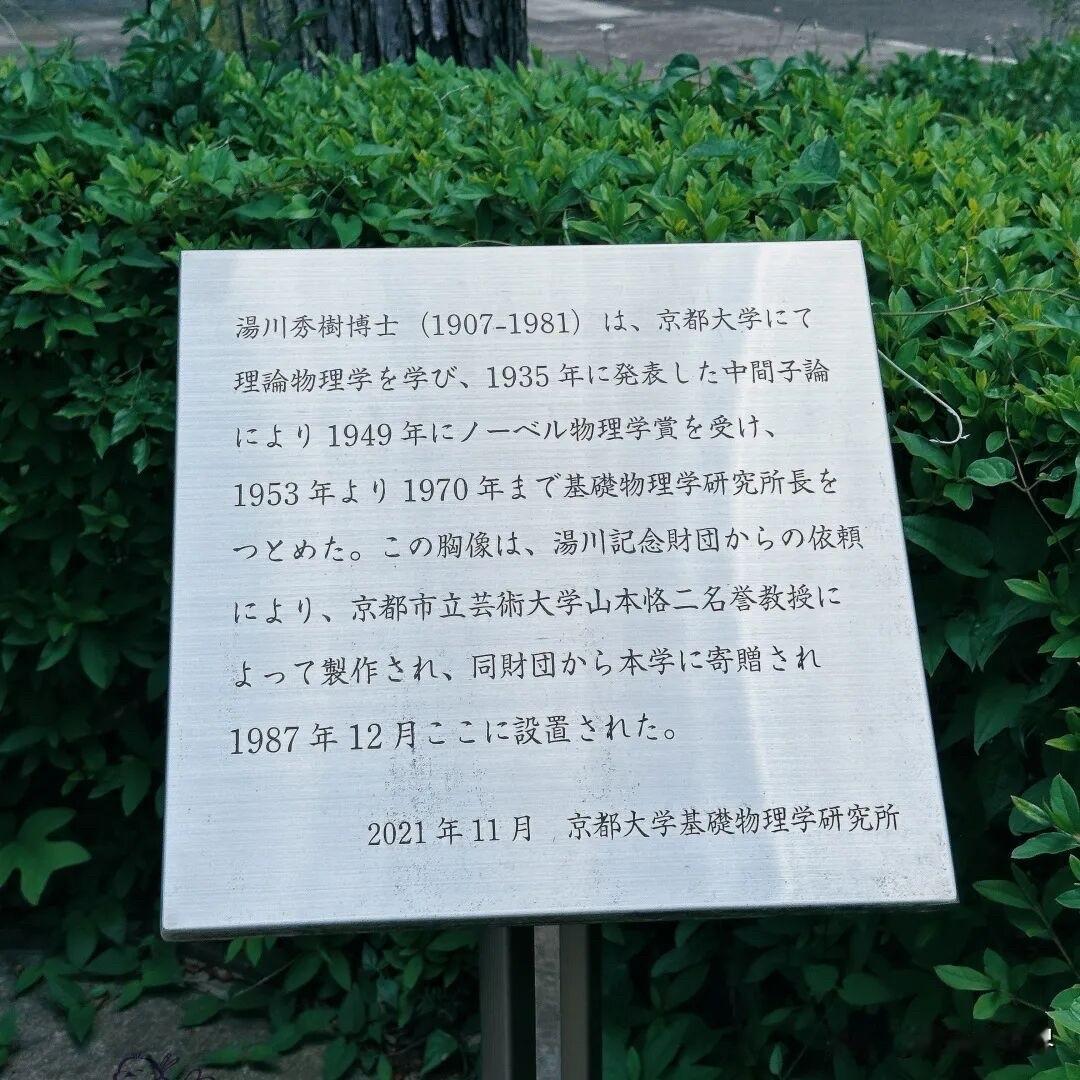 湯川秀樹博士（1907-1981）は、京都大学にて
理論物理学を学び、1935年に発表した中間子論
により1949年にノーベル物理学賞を受け、
1953年より1970年まで基礎物理学研究所長を
つとめた。この胸像は、湯川記念財団からの依頼
により、京都市立芸術大学山本恪二名誉教授に
よって製作され、同財団から本学に寄贈され
1987年12月ここに設置された。
2021年11月　京都大学基礎物理学研究所